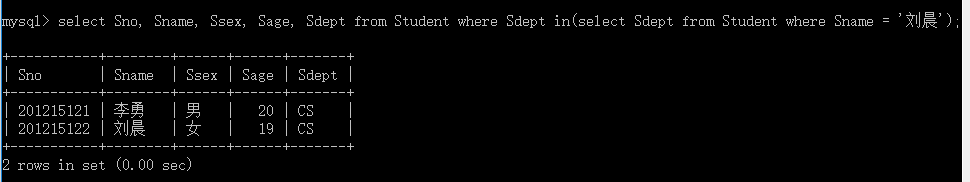 mysql> select Sno, Sname, Ssex, Sage, Sdept from Student where Sdept in(select Sdept from Student where Sname = '刘晨');
+-----------+-------+------+------+-------+
| Sno       | Sname | Ssex | Sage | Sdept |
+-----------+-------+------+------+-------+
| 201215121 | 李勇 | 男 | 20 | CS |
| 201215122 | 刘晨 | 女 | 19 | CS |
+-----------+-------+------+------+-------+
2 rows in set (0.00 sec)